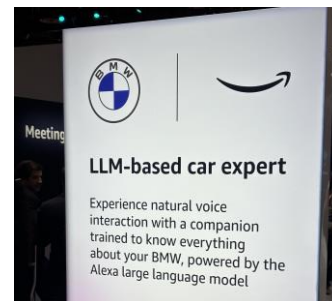 BMW
Meeting
LLM-based car expert
Experience natural voice
interaction with a companion
trained to know everything
about your BMW, powered by the
Alexa large language model